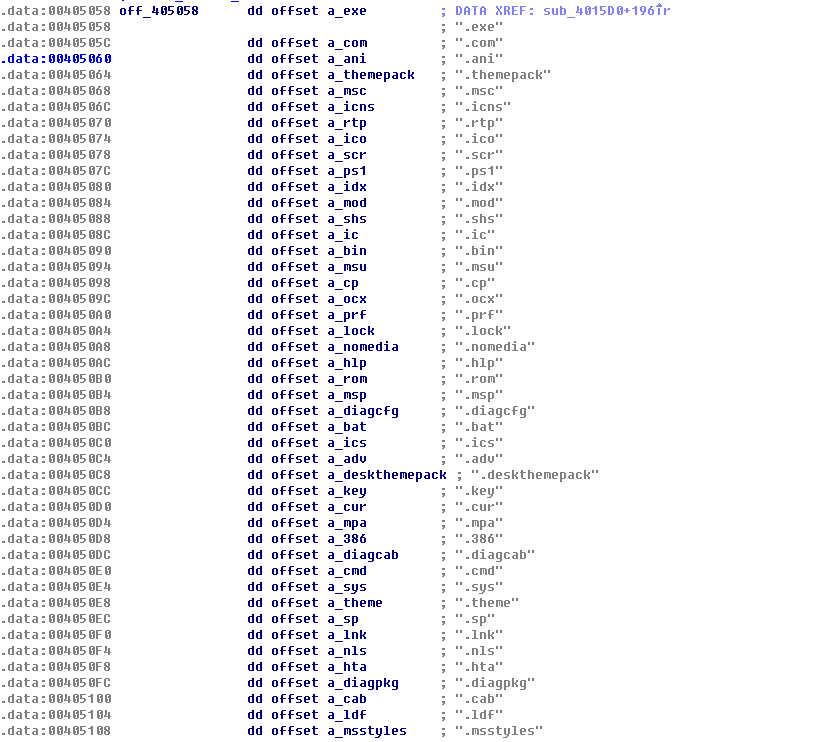 .data:00405058 off_405058 dd offset a_exe ; DATA XREF: sub_4015D0+196↑r
.data:00405058 ; ".exe"
.data:0040505C dd offset a_com ; ".com"
.data:00405060 dd offset a_ani ; ".ani"
.data:00405064 dd offset a_themepack ; ".themepack"
.data:00405068 dd offset a_msc ; ".msc"
.data:0040506C dd offset a_icns ; ".icns"
.data:00405070 dd offset a_rtp ; ".rtp"
.data:00405074 dd offset a_ico ; ".ico"
.data:00405078 dd offset a_scr ; ".scr"
.data:0040507C dd offset a_ps1 ; ".ps1"
.data:00405080 dd offset a_idx ; ".idx"
.data:00405084 dd offset a_mod ; ".mod"
.data:00405088 dd offset a_shs ; ".shs"
.data:0040508C dd offset a_ic ; ".ic"
.data:00405090 dd offset a_bin ; ".bin"
.data:00405094 dd offset a_msu ; ".msu"
.data:00405098 dd offset a_cp ; ".cp"
.data:0040509C dd offset a_ocx ; ".ocx"
.data:004050A0 dd offset a_prf ; ".prf"
.data:004050A4 dd offset a_lock ; ".lock"
.data:004050A8 dd offset a_nomedia ; ".nomedia"
.data:004050AC dd offset a_hlp ; ".hlp"
.data:004050B0 dd offset a_rom ; ".rom"
.data:004050B4 dd offset a_msp ; ".msp"
.data:004050B8 dd offset a_diagcfg ; ".diagcfg"
.data:004050BC dd offset a_bat ; ".bat"
.data:004050C0 dd offset a_ics ; ".ics"
.data:004050C4 dd offset a_adv ; ".adv"
.data:004050C8 dd offset a_deskthemepack ; ".deskthemepack"
.data:004050CC dd offset a_key ; ".key"
.data:004050D0 dd offset a_cur ; ".cur"
.data:004050D4 dd offset a_mpa ; ".mpa"
.data:004050D8 dd offset a_386 ; ".386"
.data:004050DC dd offset a_diagcab ; ".diagcab"
.data:004050E0 dd offset a_cmd ; ".cmd"
.data:004050E4 dd offset a_sys ; ".sys"
.data:004050E8 dd offset a_theme ; ".theme"
.data:004050EC dd offset a_sp ; ".sp"
.data:004050F0 dd offset a_lnk ; ".lnk"
.data:004050F4 dd offset a_nls ; ".nls"
.data:004050F8 dd offset a_hta ; ".hta"
.data:004050FC dd offset a_diagpkg ; ".diagpkg"
.data:00405100 dd offset a_cab ; ".cab"
.data:00405104 dd offset a_ldf ; ".ldf"
.data:00405108 dd offset a_msstyles ; ".msstyles"